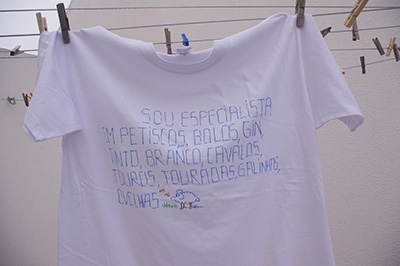 SOU ESPECIALISTA
EM PETISCOS, BOLOS, GIN,
TINTO, BRANCO, CAVALOS,
TOUROS, TOURADAS, GALINHAS,
OVELHAS